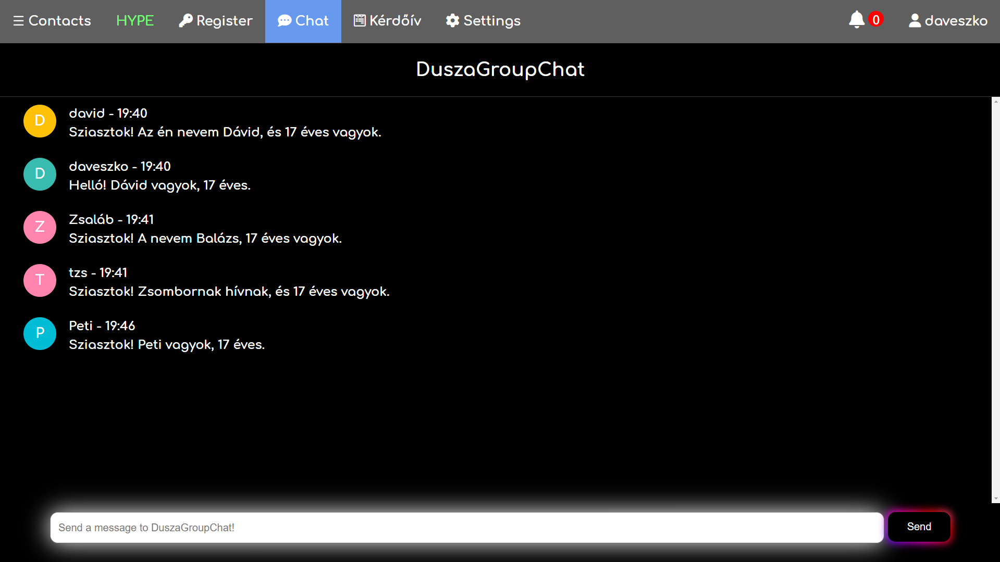 ☰ Contacts HYPE Register Chat Kérdőív Settings 0 daveszko
DuszaGroupChat
D
david - 19:40
Sziasztok! Az én nevem Dávid, és 17 éves vagyok.
D
daveszko - 19:40
Helló! Dávid vagyok, 17 éves.
Z
Zsaláb - 19:41
Sziasztok! A nevem Balázs, 17 éves vagyok.
T
tzs - 19:41
Sziasztok! Zsombornak hívnak, és 17 éves vagyok.
P
Peti - 19:46
Sziasztok! Peti vagyok, 17 éves.
Send a message to DuszaGroupChat! Send